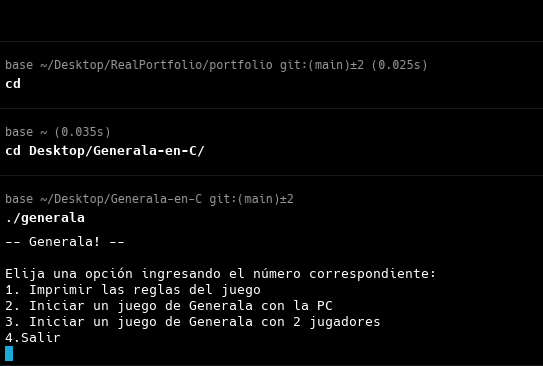 base ~/Desktop/RealPortfolio/portfolio git:(main)±2 (0.025s)
cd
base ~ (0.035s)
cd Desktop/Generala-en-C/
base ~/Desktop/Generala-en-C git:(main)±2
./generala
-- Generala! --
Elija una opción ingresando el número correspondiente:
1. Imprimir las reglas del juego
2. Iniciar un juego de Generala con la PC
3. Iniciar un juego de Generala con 2 jugadores
4.Salir